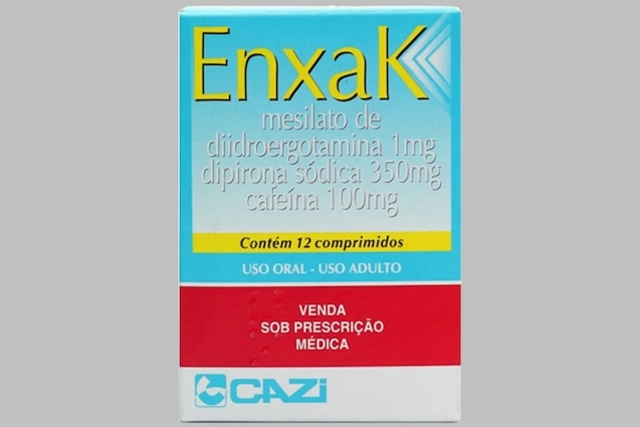 EnxaK
mesilato de
diidroergotamina 1mg
dipirona sódica 350mg
cafeína 100mg
Contém 12 comprimidos
USO ORAL - USO ADULTO
VENDA
SOB PRESCRIÇÃO
MÉDICA
CAZi